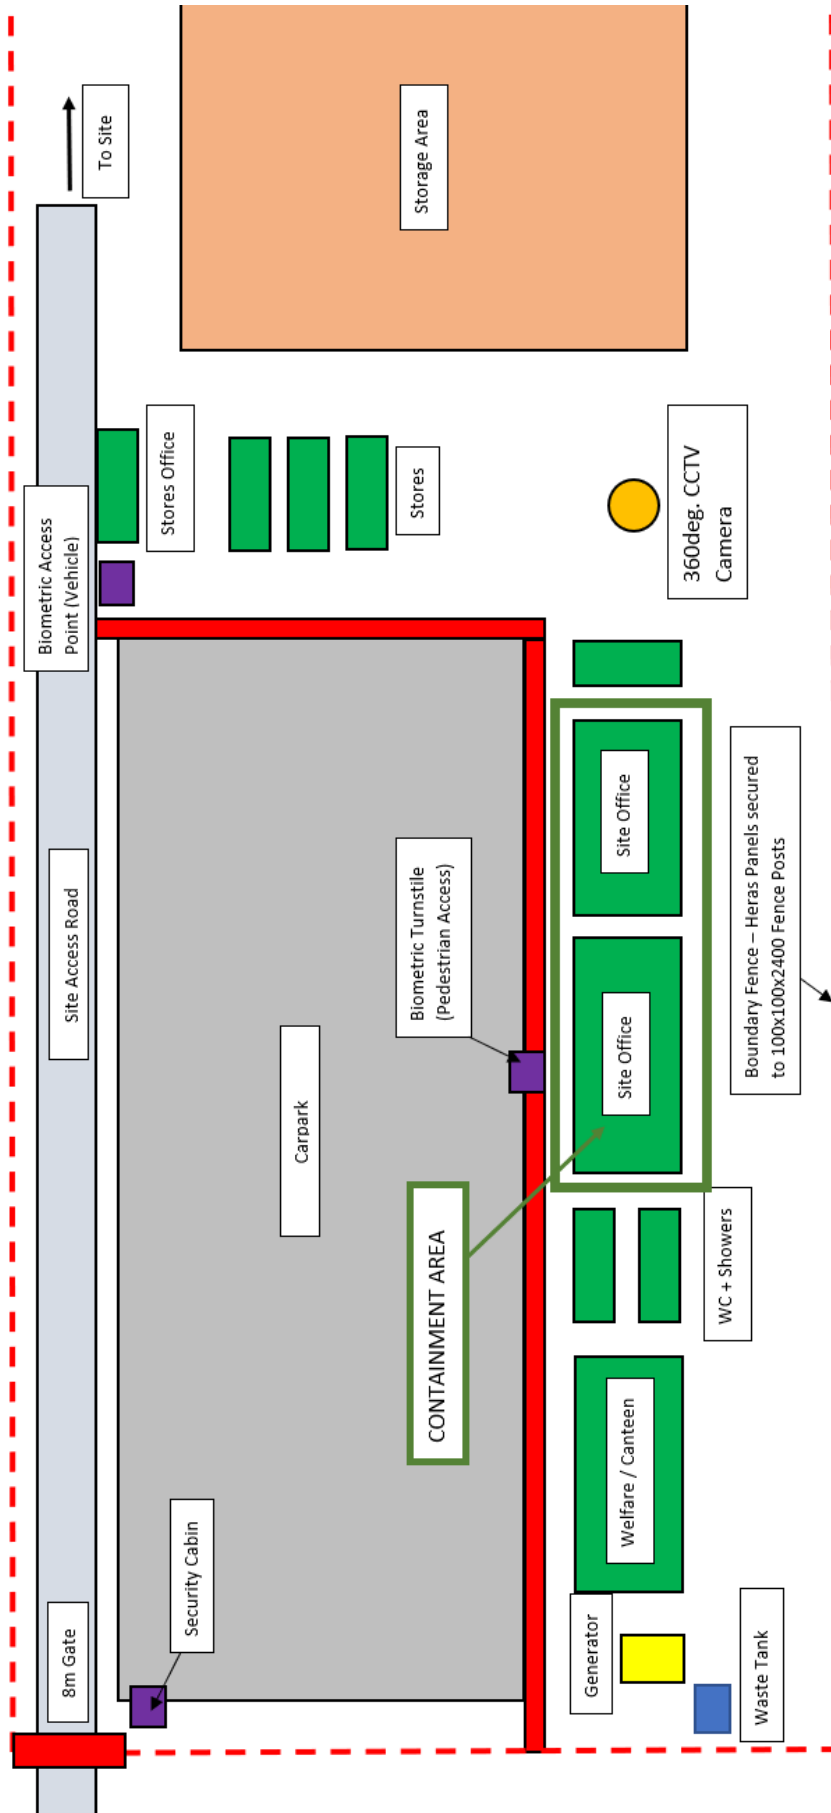 To Site
Storage Area
Biometric Access
Point (Vehicle)
Stores Office
Stores
360deg. CCTV
Camera
Site Access Road
Carpark
Biometric Turnstile
(Pedestrian Access)
Site Office
Site Office
Boundary Fence – Heras Panels secured
to 100x100x2400 Fence Posts
CONTAINMENT AREA
WC + Showers
8m Gate
Security Cabin
Welfare / Canteen
Generator
Waste Tank